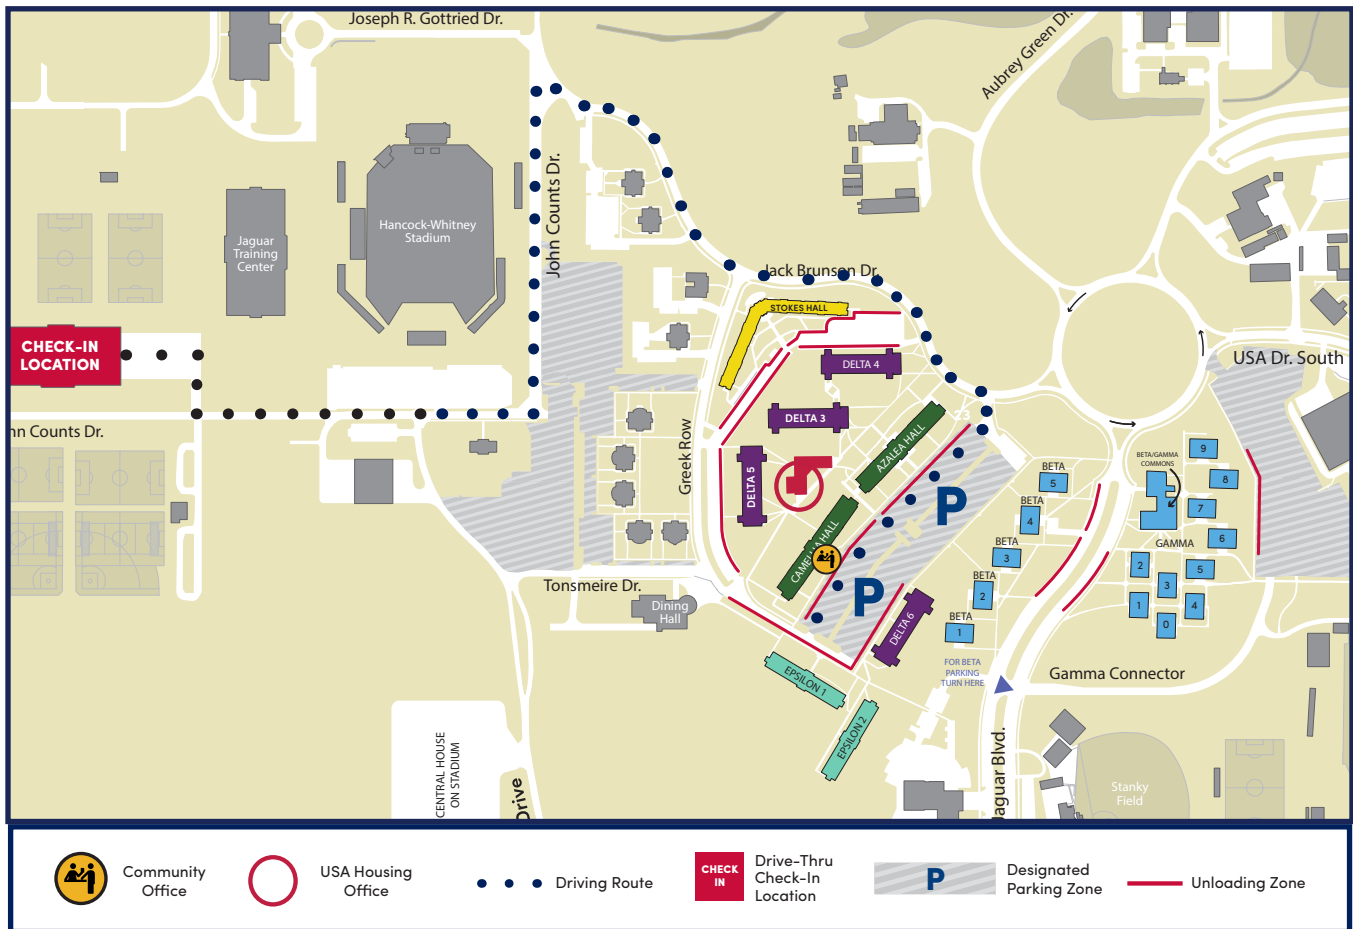 Joseph R. Gottried Dr.
Aubrey Green Dr.
John Counts Dr.
Hancock-Whitney
Stadium
Jaguar
Training
Center
Jack Brunson Dr.
STOKES HALL
CHECK-IN
LOCATION
USA Dr. South
DELTA 4
DELTA 3
23
AZALEA HALL
nn Counts Dr.
Greek Row
DELTA 5
BETA
5
BETA/GAMMA
COMMONS
9
8
7
6
P
BETA
4
GAMMA
CAMELLIA HALL
BETA
3
2
5
3
1
4
0
Tonsmeire Dr.
Dining
Hall
P
BETA
2
DELTA 6
BETA
1
FOR BETA
PARKING
TURN HERE
Gamma Connector
EPSILON 1
EPSILON 2
CENTRAL HOUSE
ON STADIUM
Drive
Jaguar Blvd.
Stanky
Field
Community
Office
USA Housing
Office
Driving Route
CHECK
IN
Drive-Thru
Check-In
Location
P
Designated
Parking Zone
Unloading Zone